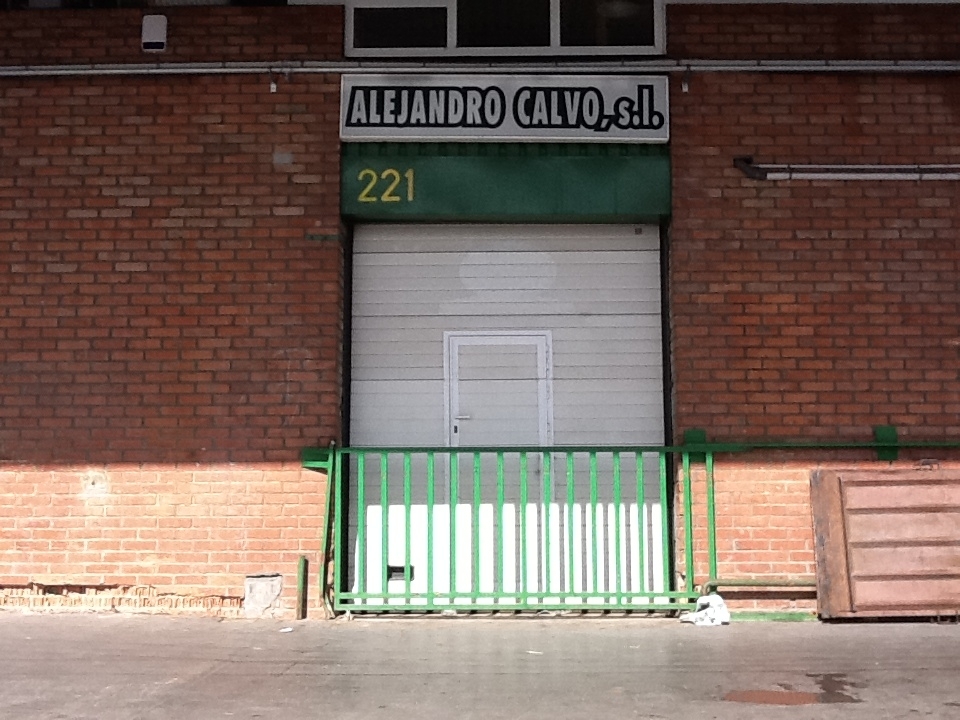 ALEJANDRO CALVO, s.l.
221